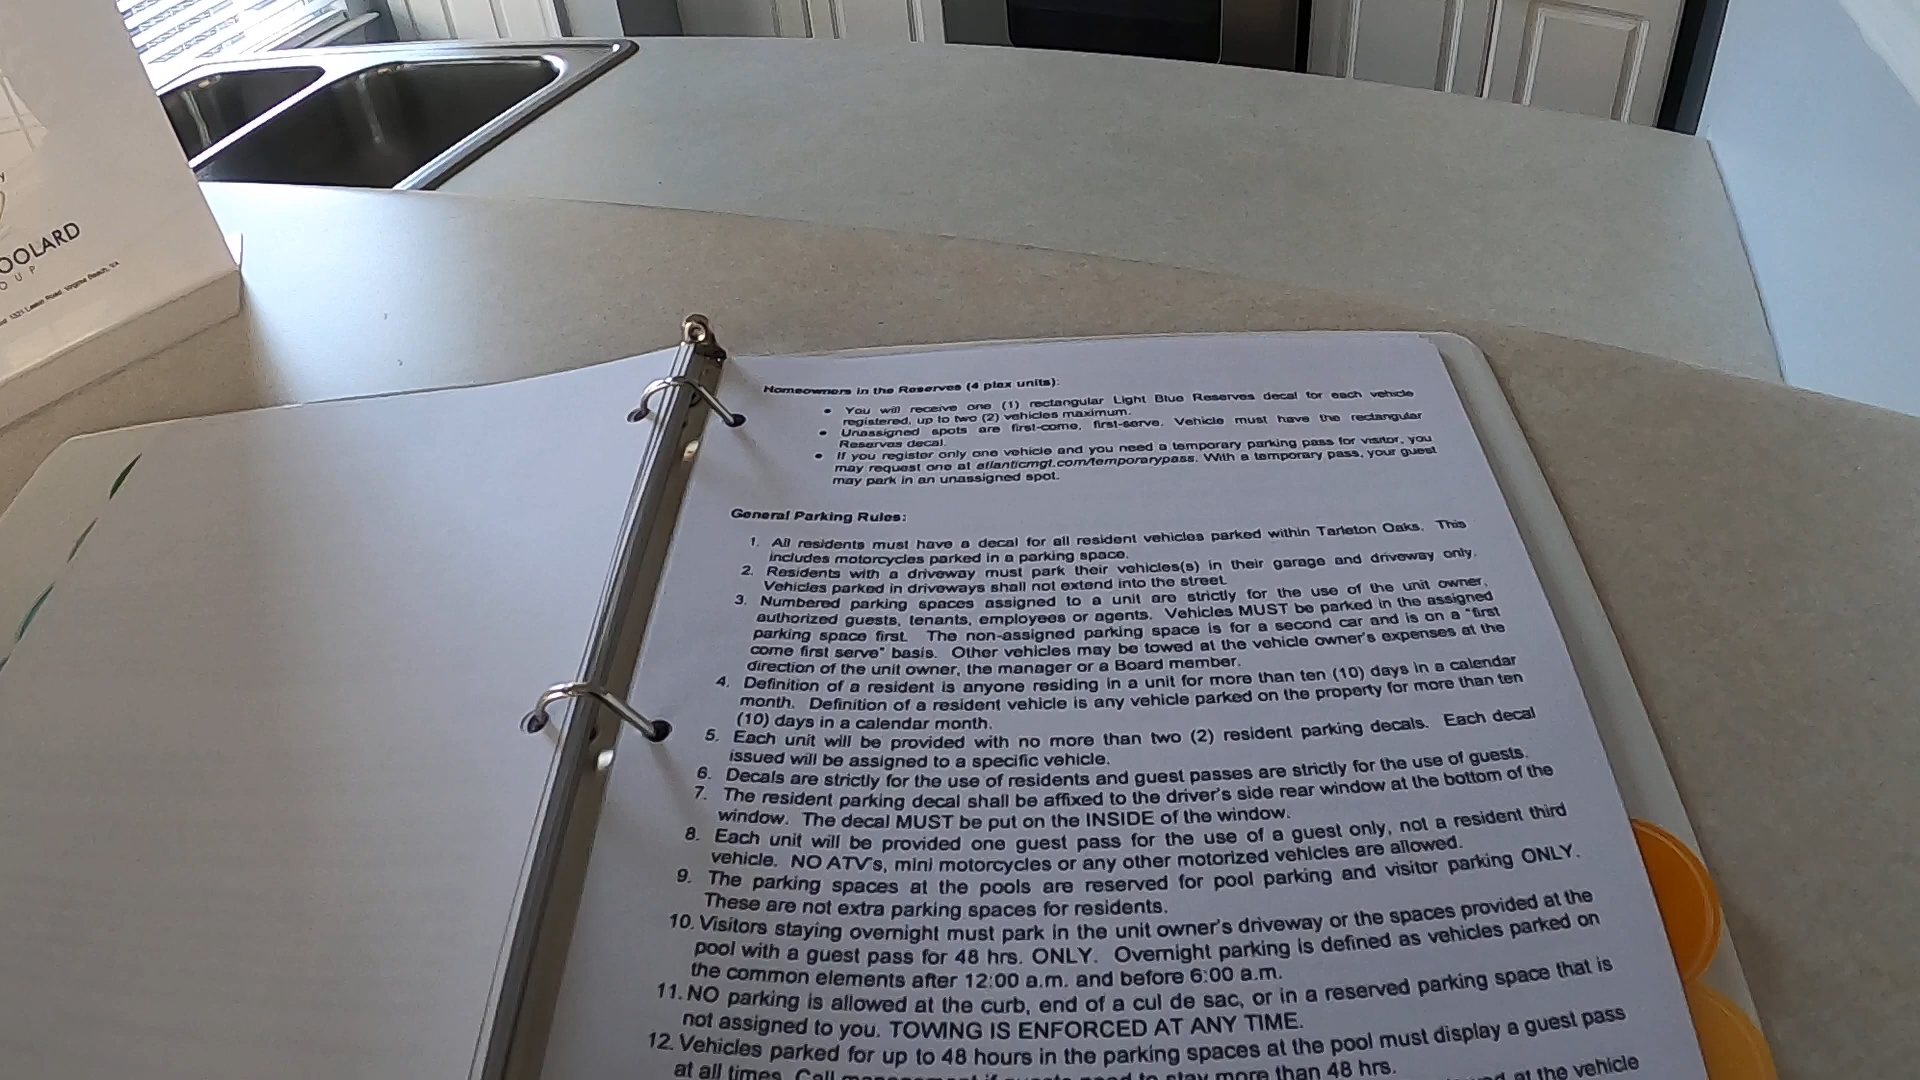 OOLARD
OUP
Homeowners in the Reserves (4 plex units):
• You will receive one (1) rectangular Light Blue Reserves decal for each vehicle
registered, up to two (2) vehicles maximum.
• Unassigned spots are first-come, first-serve. Vehicle must have the rectangular
Reserves decal.
• If you register only one vehicle and you need a temporary parking pass for visitor, you
may request one at atlanticmgt.com/temporarypass. With a temporary pass, your guest
may park in an unassigned spot.
General Parking Rules:
1. All residents must have a decal for all resident vehicles parked within Tarleton Oaks. This
includes motorcycles parked in a parking space.
2. Residents with a driveway must park their vehicles(s) in their garage and driveway only.
Vehicles parked in driveways shall not extend into the street.
3. Numbered parking spaces assigned to a unit are strictly for the use of the unit owner,
authorized guests, tenants, employees or agents. Vehicles MUST be parked in the assigned
parking space first. The non-assigned parking space is for a second car and is on a "first
come first serve" basis. Other vehicles may be towed at the vehicle owner's expenses at the
direction of the unit owner, the manager or a Board member.
4. Definition of a resident is anyone residing in a unit for more than ten (10) days in a calendar
month. Definition of a resident vehicle is any vehicle parked on the property for more than ten
(10) days in a calendar month.
5. Each unit will be provided with no more than two (2) resident parking decals. Each decal
issued will be assigned to a specific vehicle.
6. Decals are strictly for the use of residents and guest passes are strictly for the use of guests.
7. The resident parking decal shall be affixed to the driver's side rear window at the bottom of the
window. The decal MUST be put on the INSIDE of the window.
8. Each unit will be provided one guest pass for the use of a guest only, not a resident third
vehicle. NO ATV's, mini motorcycles or any other motorized vehicles are allowed.
9. The parking spaces at the pools are reserved for pool parking and visitor parking ONLY.
These are not extra parking spaces for residents.
10. Visitors staying overnight must park in the unit owner's driveway or the spaces provided at the
pool with a guest pass for 48 hrs. ONLY. Overnight parking is defined as vehicles parked on
the common elements after 12:00 a.m. and before 6:00 a.m.
11. NO parking is allowed at the curb, end of a cul de sac, or in a reserved parking space that is
not assigned to you. TOWING IS ENFORCED AT ANY TIME.
12. Vehicles parked for up to 48 hours in the parking spaces at the pool must display a guest pass
at all times. Call to stay more than 48 hrs.
at the vehicle